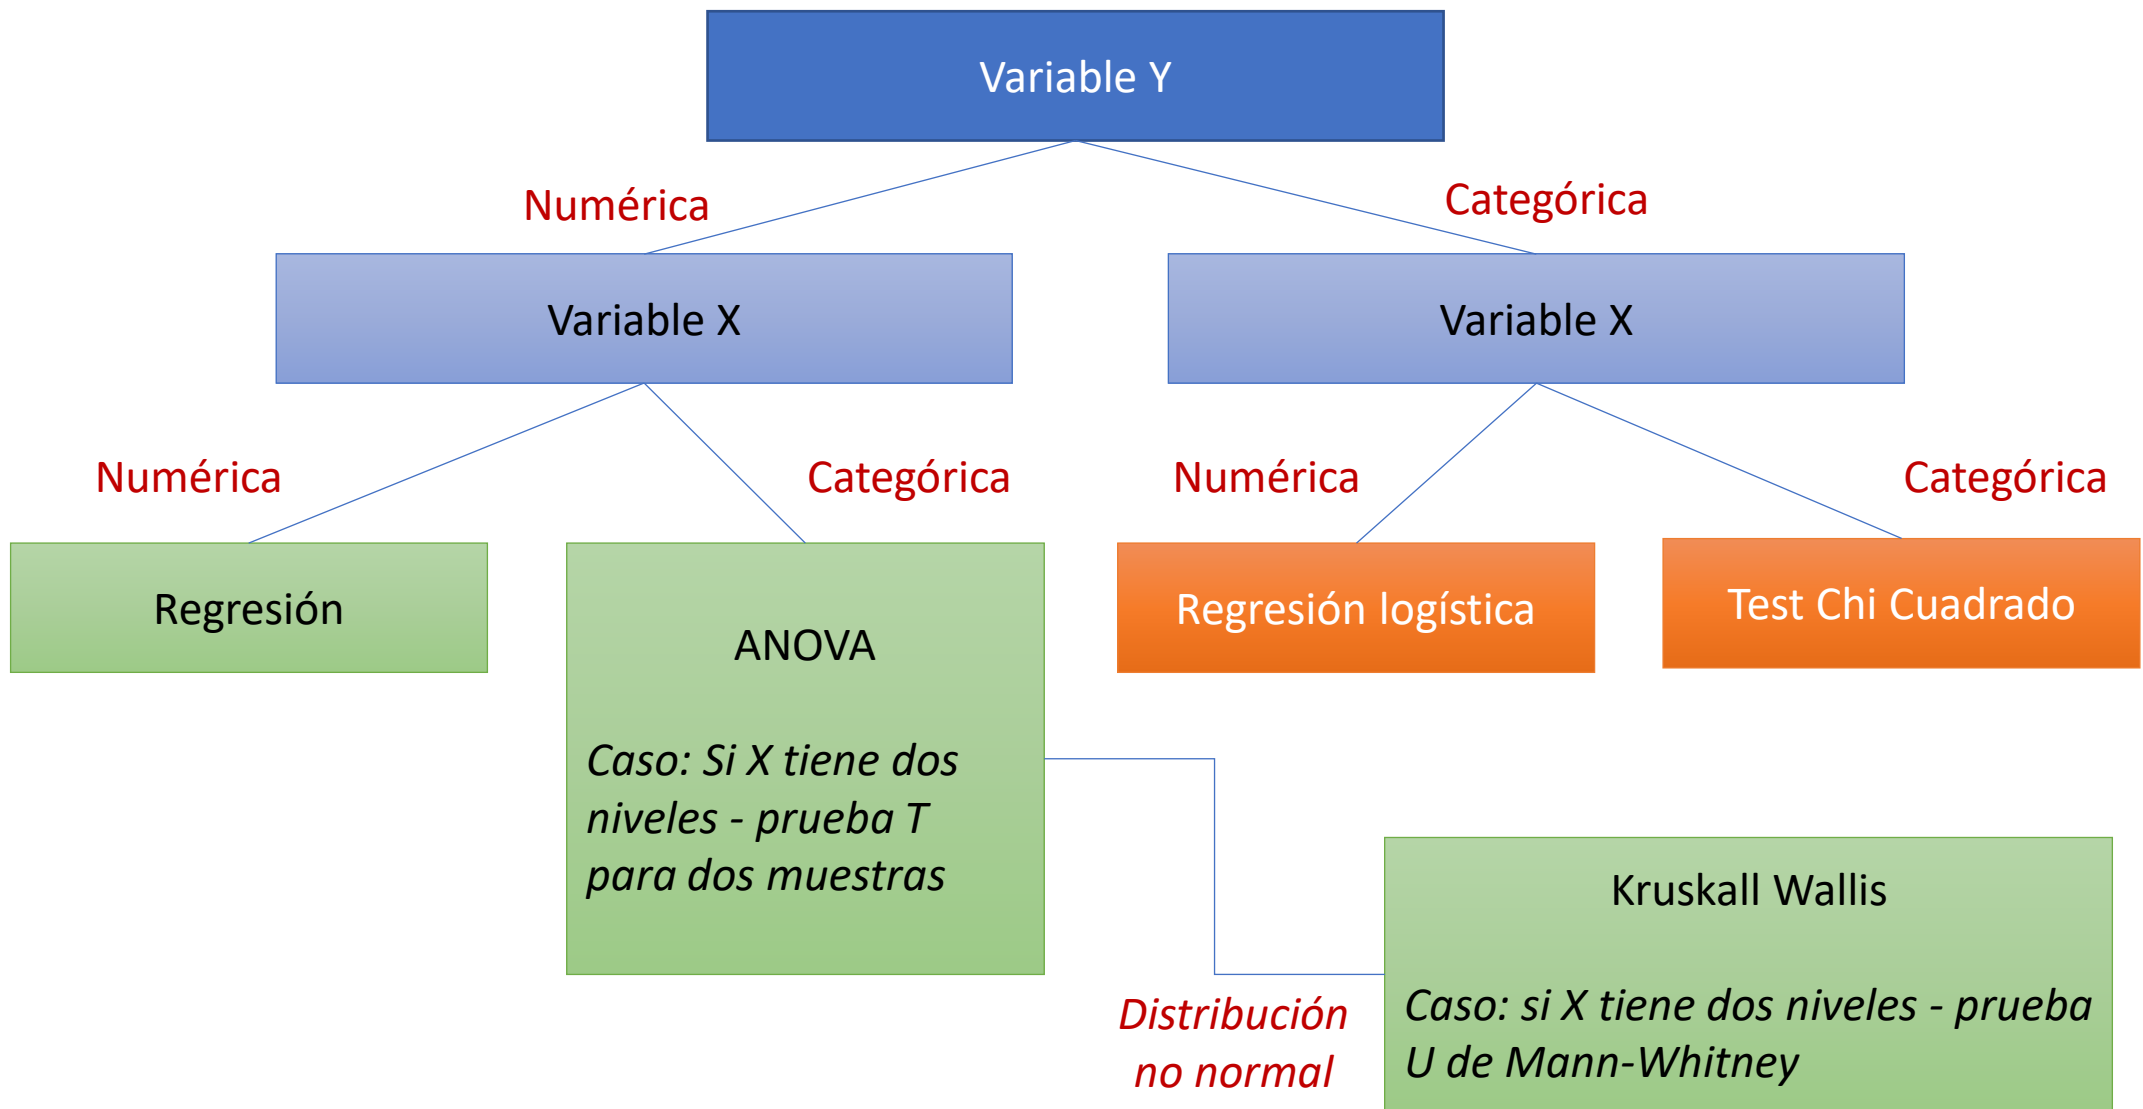 Variable Y
Numérica
Categórica
Variable X
Variable X
Numérica
Categórica
Numérica
Categórica
Regresión
ANOVA
Caso: Si X tiene dos
niveles - prueba T
para dos muestras
Regresión logística
Test Chi Cuadrado
Distribución
no normal
Kruskall Wallis
Caso: si X tiene dos niveles - prueba
U de Mann-Whitney